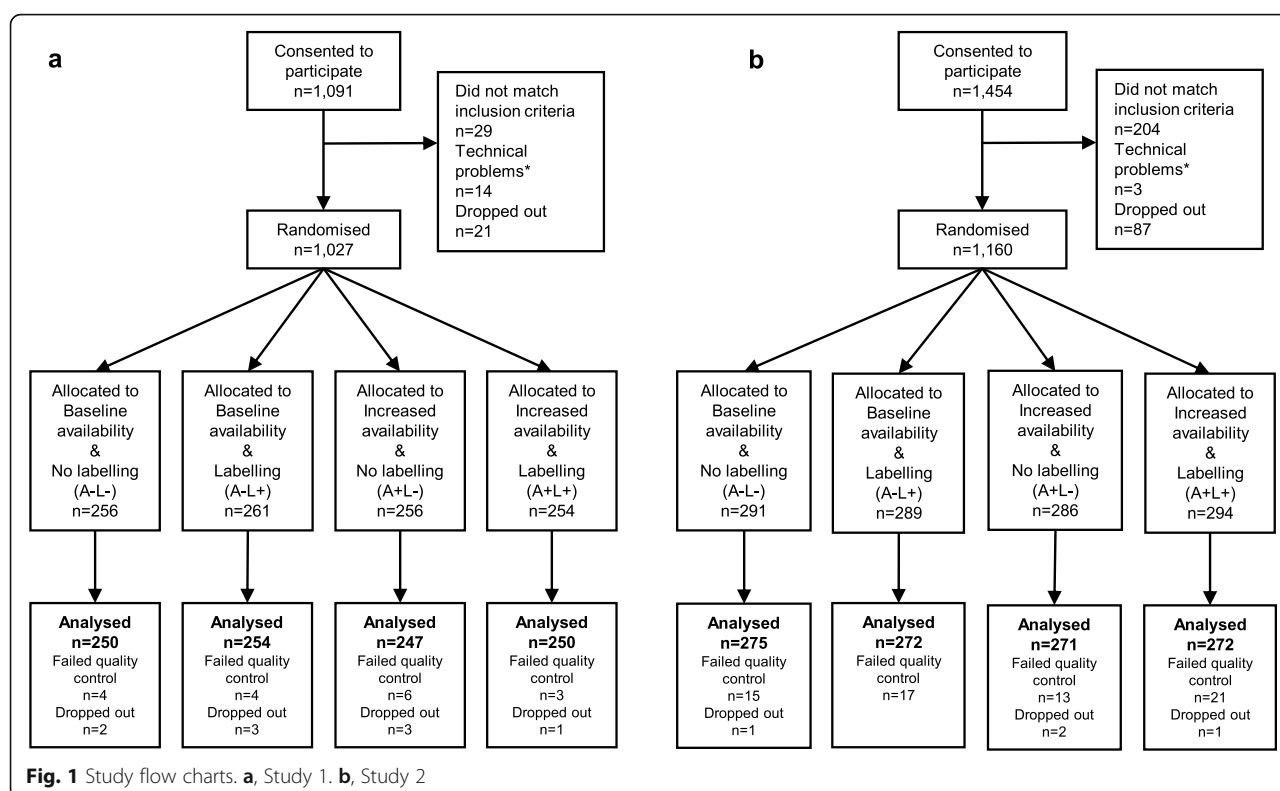 a
Consented to
participate
n=1,091
Did not match
inclusion criteria
n=29
Technical
problems*
n=14
Dropped out
n=21
Randomised
n=1,027
Allocated to
Baseline
availability
&
No labelling
(A-L-)
n=256
Allocated to
Baseline
availability
&
Labelling
(A-L+)
n=261
Allocated to
Increased
availability
&
No labelling
(A+L-)
n=256
Allocated to
Increased
availability
&
Labelling
(A+L+)
n=254
Analysed
n=250
Failed quality
control
n=4
Dropped out
n=2
Analysed
n=254
Failed quality
control
n=4
Dropped out
n=3
Analysed
n=247
Failed quality
control
n=6
Dropped out
n=3
Analysed
n=250
Failed quality
control
n=3
Dropped out
n=1
b
Consented to
participate
n=1,454
Did not match
inclusion criteria
n=204
Technical
problems*
n=3
Dropped out
n=87
Randomised
n=1,160
Allocated to
Baseline
availability
&
No labelling
(A-L-)
n=291
Allocated to
Baseline
availability
&
Labelling
(A-L+)
n=289
Allocated to
Increased
availability
&
No labelling
(A+L-)
n=286
Allocated to
Increased
availability
&
Labelling
(A+L+)
n=294
Analysed
n=275
Failed quality
control
n=15
Dropped out
n=1
Analysed
n=272
Failed quality
control
n=17
Analysed
n=271
Failed quality
control
n=13
Dropped out
n=2
Analysed
n=272
Failed quality
control
n=21
Dropped out
n=1
Fig. 1 Study flow charts. a, Study 1. b, Study 2